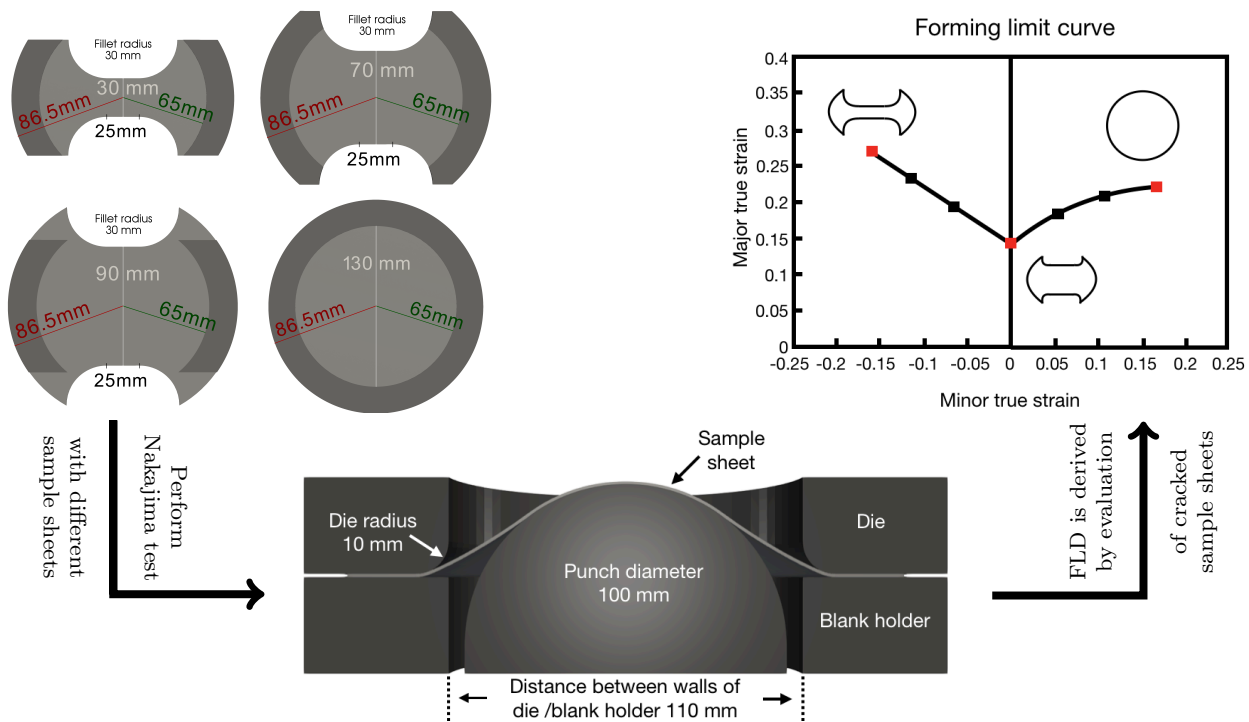 Fillet radius
30 mm
30 mm
86.5mm
65mm
25mm
Fillet radius
30 mm
70 mm
86.5mm
65mm
25mm
Fillet radius
30 mm
90 mm
86.5mm
65mm
25mm
130 mm
86.5mm
65mm
Forming limit curve
Major true strain
0.4
0.35
0.3
0.25
0.2
0.15
0.1
0.05
0
-0.25 -0.2 -0.15 -0.1 -0.05 0 0.05 0.1 0.15 0.2 0.25
Minor true strain
Perform
Nakajima test
with different
sample sheets
Sample
sheet
Die radius
10 mm
Die
Punch diameter
100 mm
Blank holder
Distance between walls of
die /blank holder 110 mm
FLD is derived
by evaluation
of cracked
sample sheets